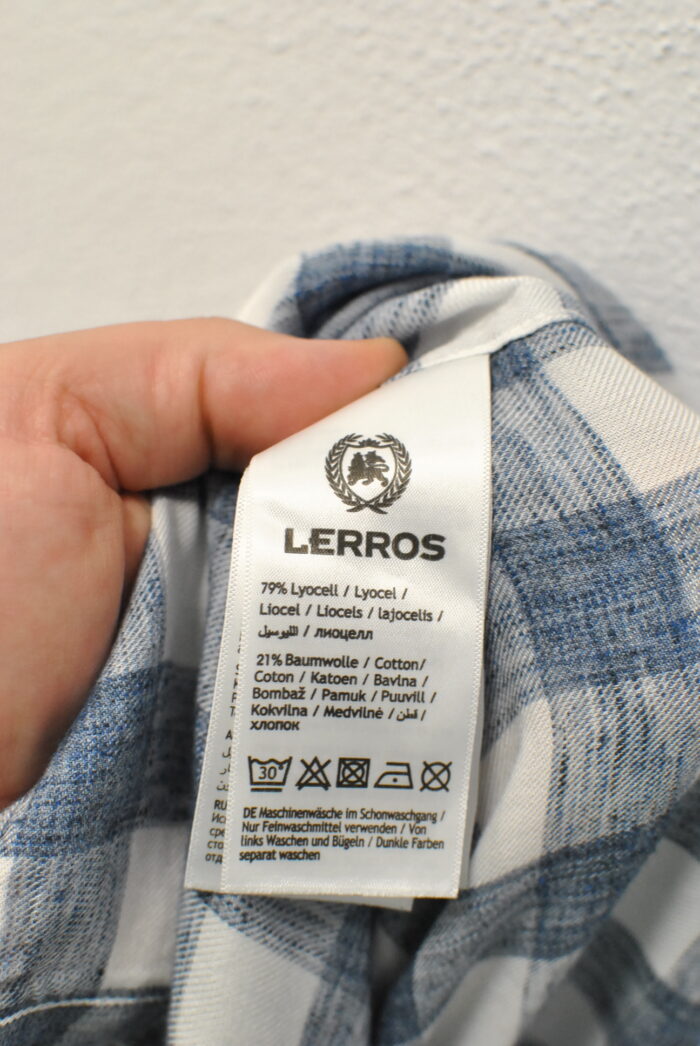 LERROS
79% Lyocell / Lyocel /
Liocel / Liocels / lajocelis /
الليوسيل / лиоцелл
21% Baumwolle / Cotton/
Coton / Katoen / Bavlna /
Bombaž / Pamuk / Puuvill /
Kokvilna / Medvilnė / قطن /
хлопок
30°
DE Maschinenwäsche im Schonwaschgang /
Nur Feinwaschmittel verwenden / Von
links Waschen und Bügeln / Dunkle Farben
separat waschen
RU